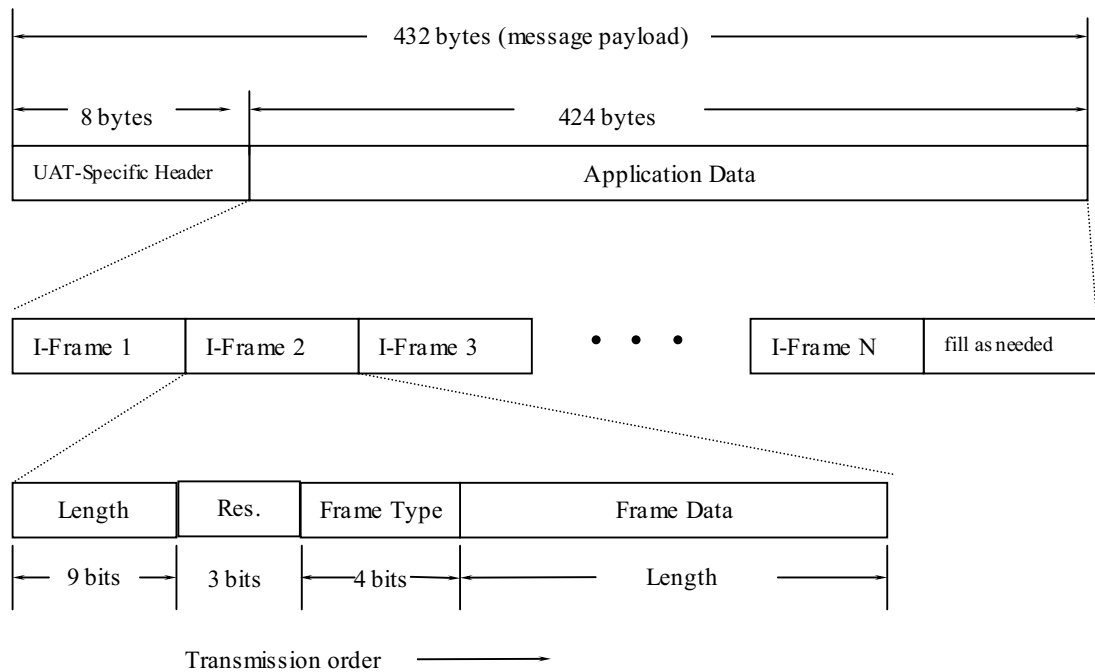 432 bytes (message payload)
8 bytes
424 bytes
UAT-Specific Header
Application Data
I-Frame 1
I-Frame 2
I-Frame 3
• • •
I-Frame N
fill as needed
Length
Res.
Frame Type
Frame Data
9 bits
3 bits
4 bits
Length
Transmission order